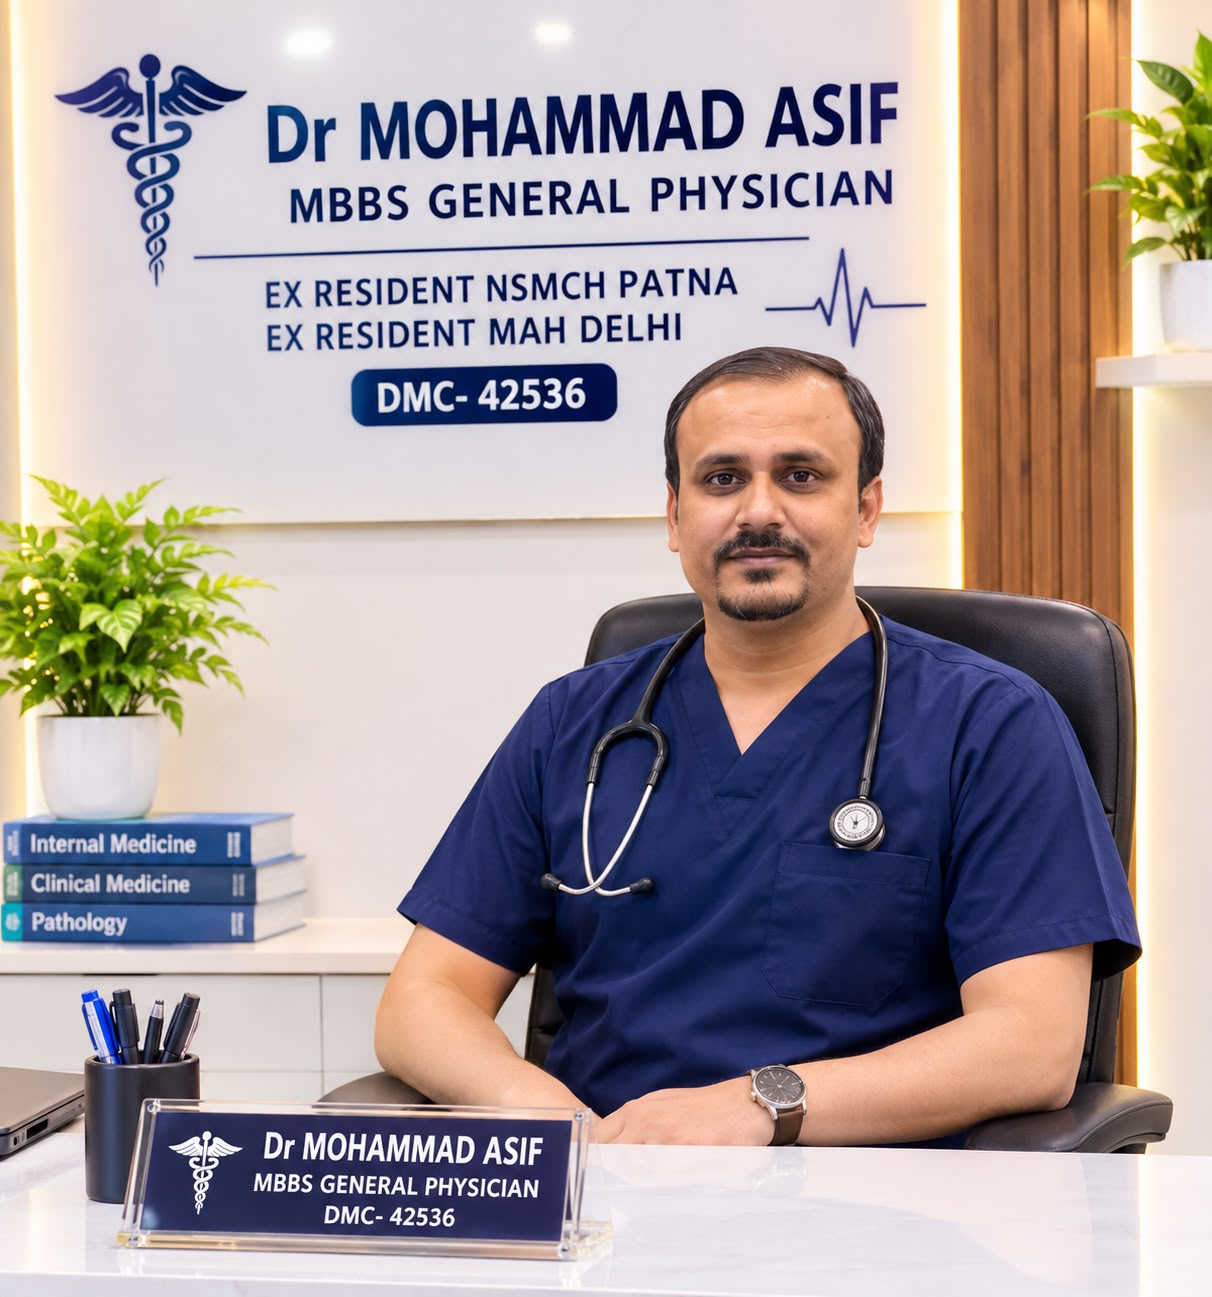 Dr MOHAMMAD ASIF
MBBS GENERAL PHYSICIAN
EX RESIDENT NSMCH PATNA
EX RESIDENT MAH DELHI
DMC- 42536
Internal Medicine
Clinical Medicine
Pathology
Dr MOHAMMAD ASIF
MBBS GENERAL PHYSICIAN
DMC- 42536